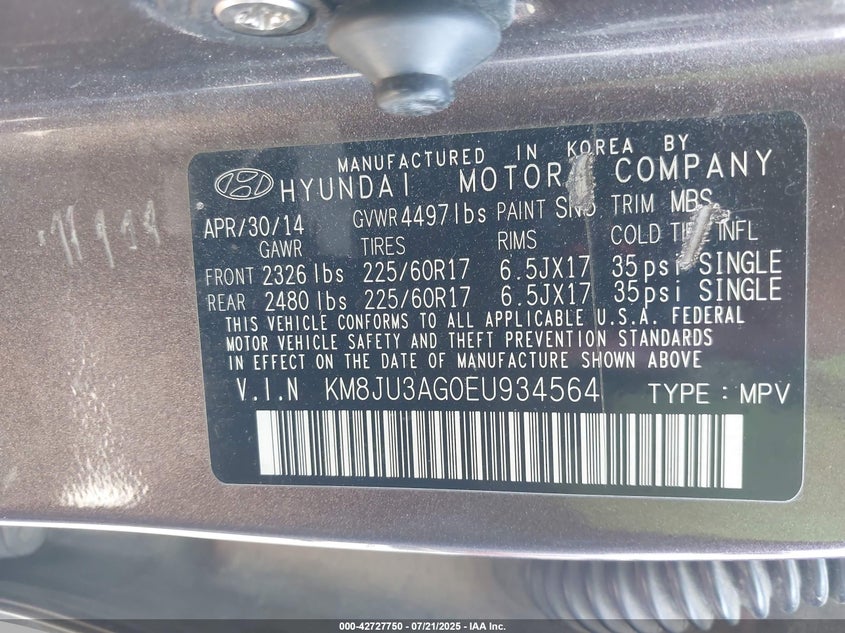 MANUFACTURED IN KOREA BY
HYUNDAI MOTOR COMPANY
APR/30/14 GVWR 4497lbs PAINT TRIM MBS
GAWR TIRES RIMS COLD TIRE INFL
FRONT 2326 lbs 225/60R17 6.5JX17 35psi SINGLE
REAR 2480 lbs 225/60R17 6.5JX17 35psi SINGLE
THIS VEHICLE CONFORMS TO ALL APPLICABLE U.S.A. FEDERAL
MOTOR VEHICLE SAFETY AND THEFT PREVENTION STANDARDS
IN EFFECT ON THE DATE OF MANUFACTURE SHOWN ABOVE
V.I.N KM8JU3AG0EU934564 TYPE : MPV
000-42727750 - 07/21/2025 - IAA Inc.